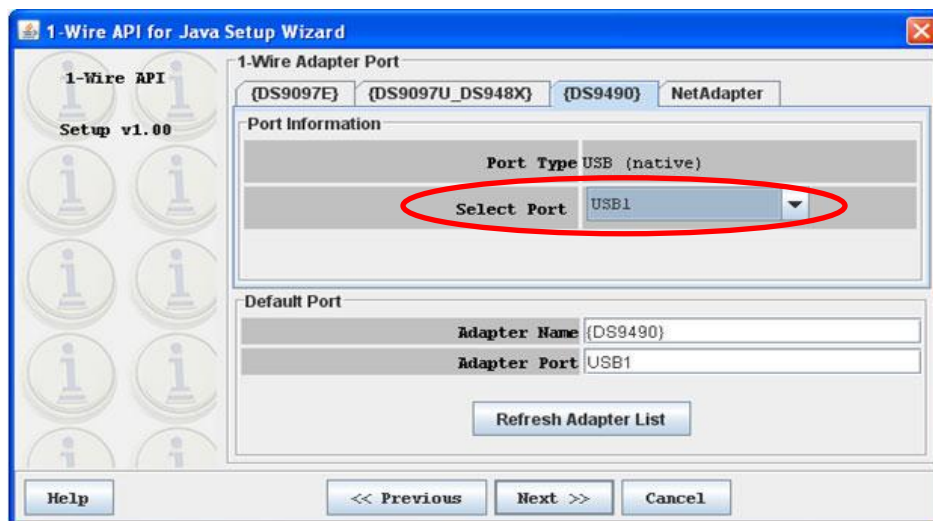 1-Wire API for Java Setup Wizard
1-Wire API
Setup v1.00
1-Wire Adapter Port
{DS9097E}
{DS9097U_DS948X}
{DS9490}
NetAdapter
Port Information
Port Type USB (native)
Select Port USB1
Default Port
Adapter Name {DS9490}
Adapter Port USB1
Refresh Adapter List
Help
<< Previous
Next >>
Cancel